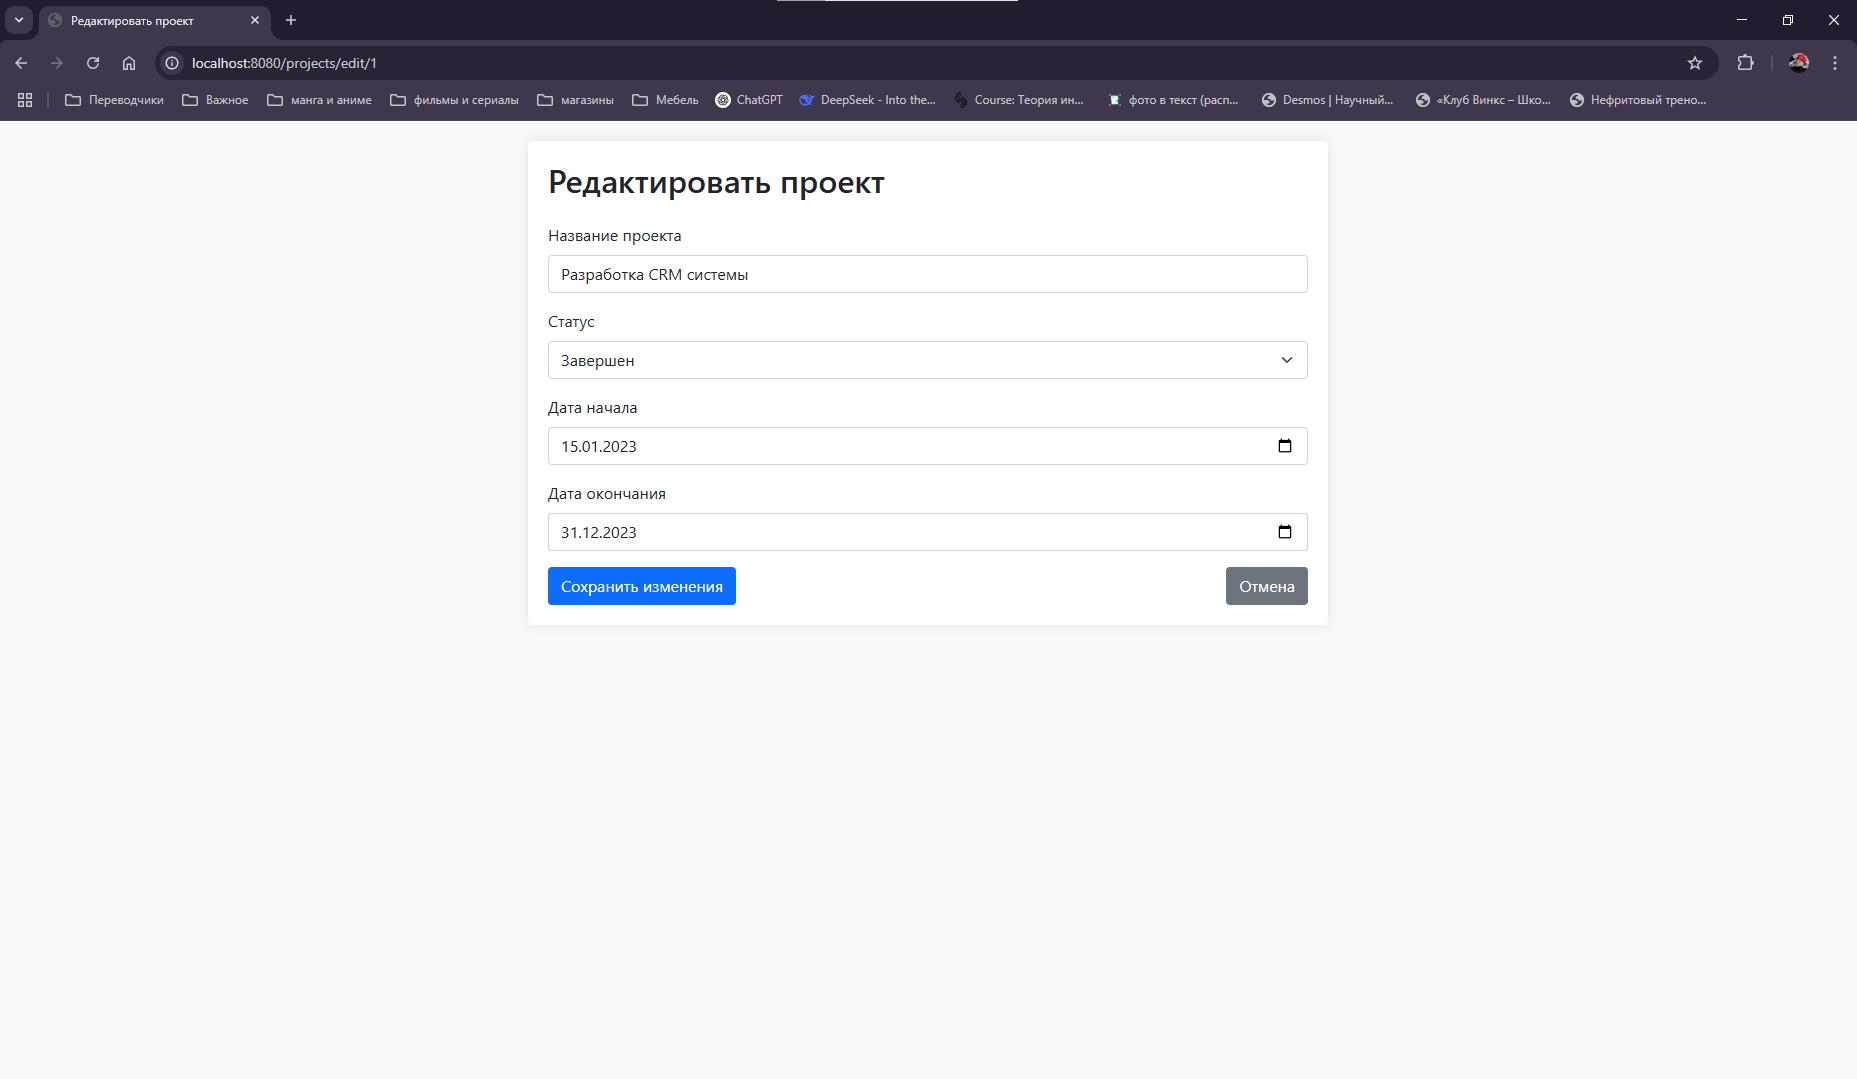 Редактировать проект
localhost:8080/projects/edit/1
Переводчики Важное манга и аниме фильмы и сериалы магазины Мебель ChatGPT DeepSeek - Into the... Course: Теория ин... фото в текст (расп... Desmos | Научный... «Клуб Винкс – Шко... Нефритовый трено...
Редактировать проект
Название проекта
Разработка CRM системы
Статус
Завершен
Дата начала
15.01.2023
Дата окончания
31.12.2023
Сохранить изменения Отмена